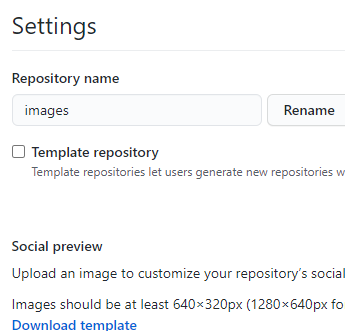 Settings
Repository name
images Rename
Template repository
Template repositories let users generate new repositories w
Social preview
Upload an image to customize your repository's social
Images should be at least 640×320px (1280×640px fo
Download template